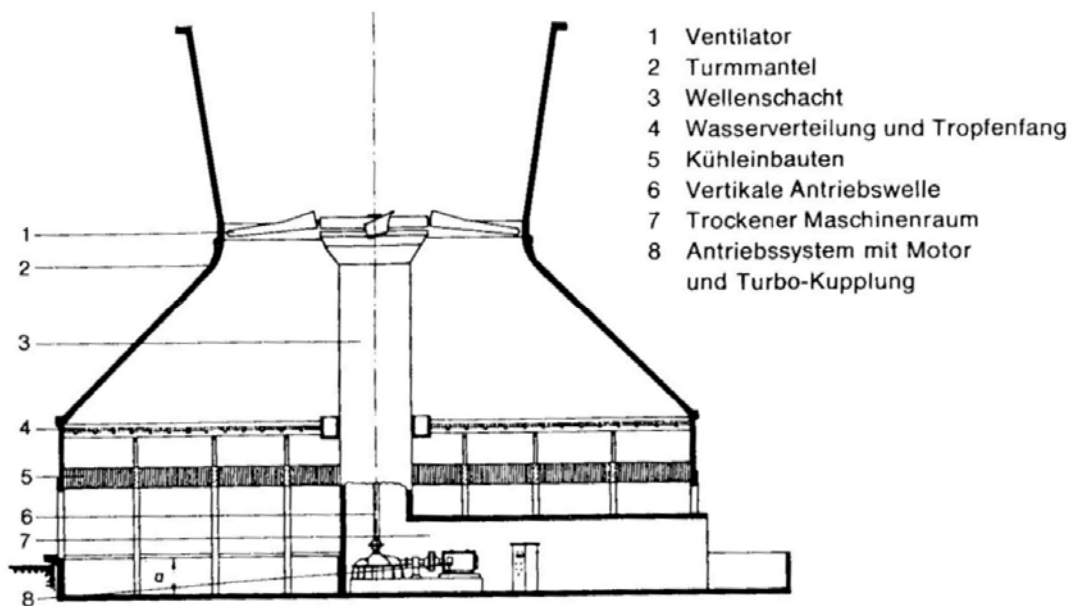 1 Ventilator
2 Turmmantel
3 Wellenschacht
4 Wasserverteilung und Tropfenfang
5 Kühleinbauten
6 Vertikale Antriebswelle
7 Trockener Maschinenraum
8 Antriebssystem mit Motor
und Turbo-Kupplung
1
2
3
4
5
6
7
a
8